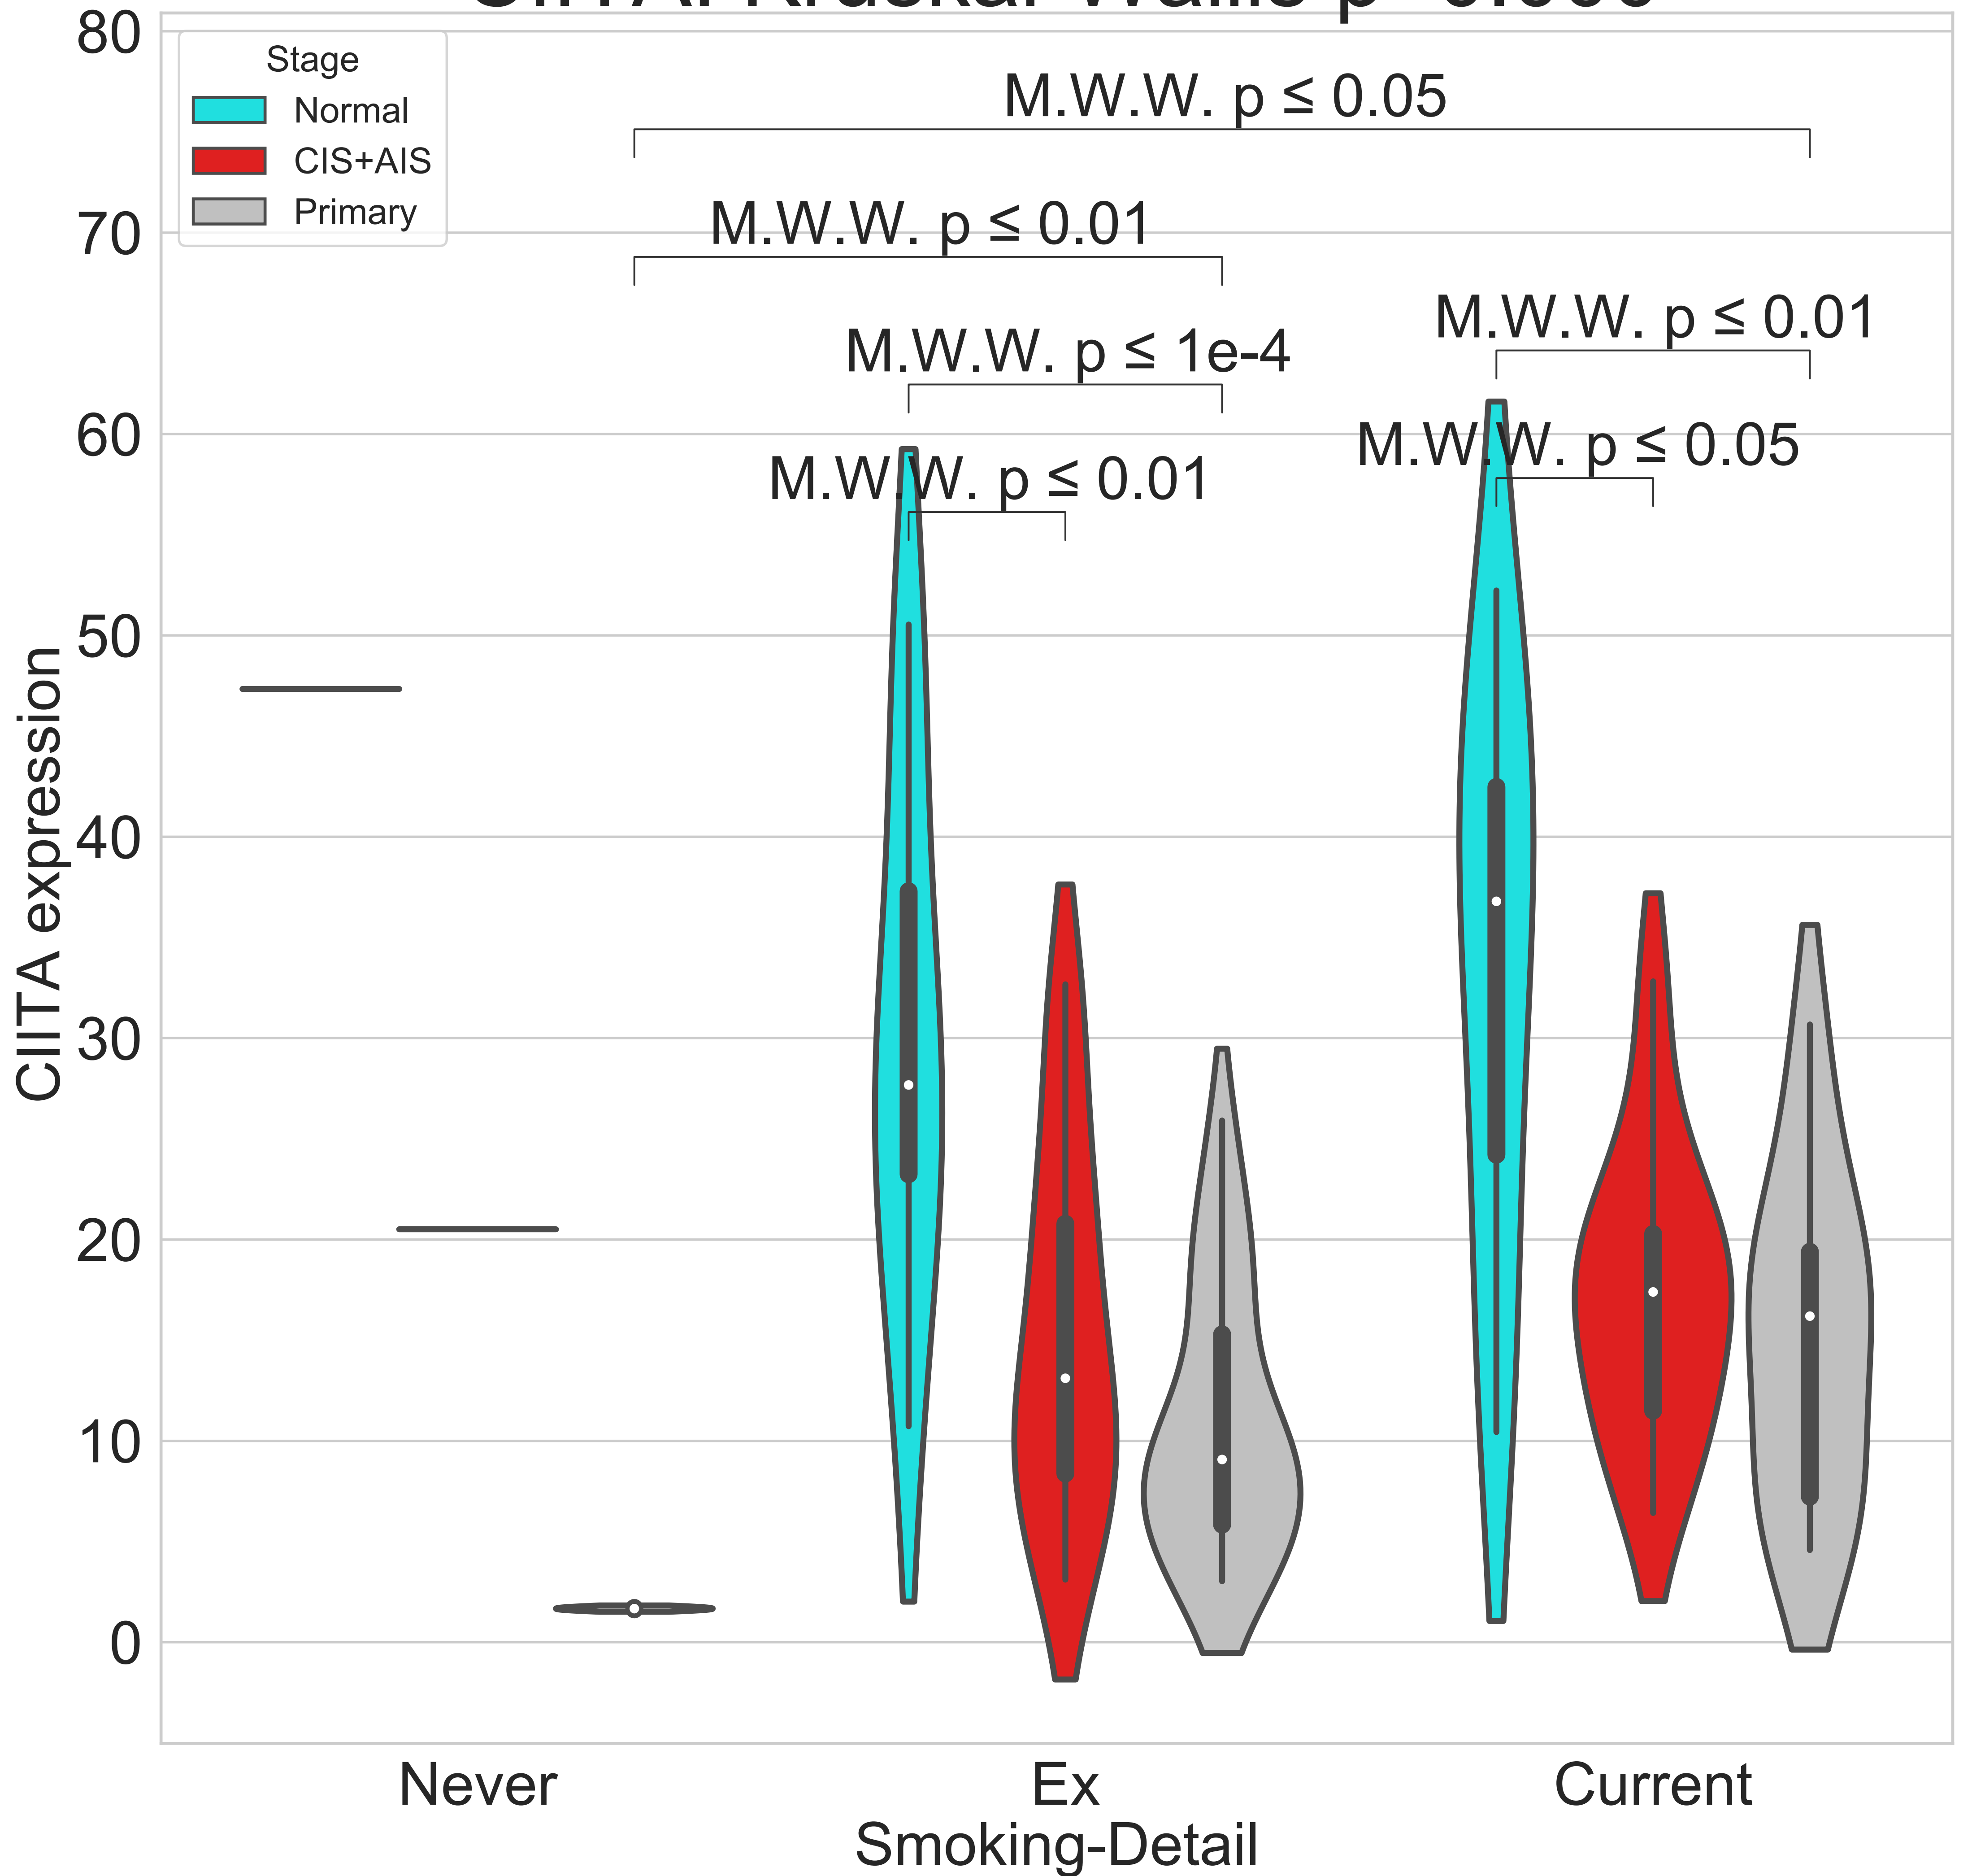 80
Stage
Normal
CIS+AIS
Primary
M.W.W. p ≤ 0.05
M.W.W. p ≤ 0.01
70
M.W.W. p ≤ 0.01
M.W.W. p ≤ 1e-4
60
M.W.W. p ≤ 0.05
M.W.W. p ≤ 0.01
50
40
30
20
10
0
CIITA expression
Never
Ex
Current
Smoking-Detail